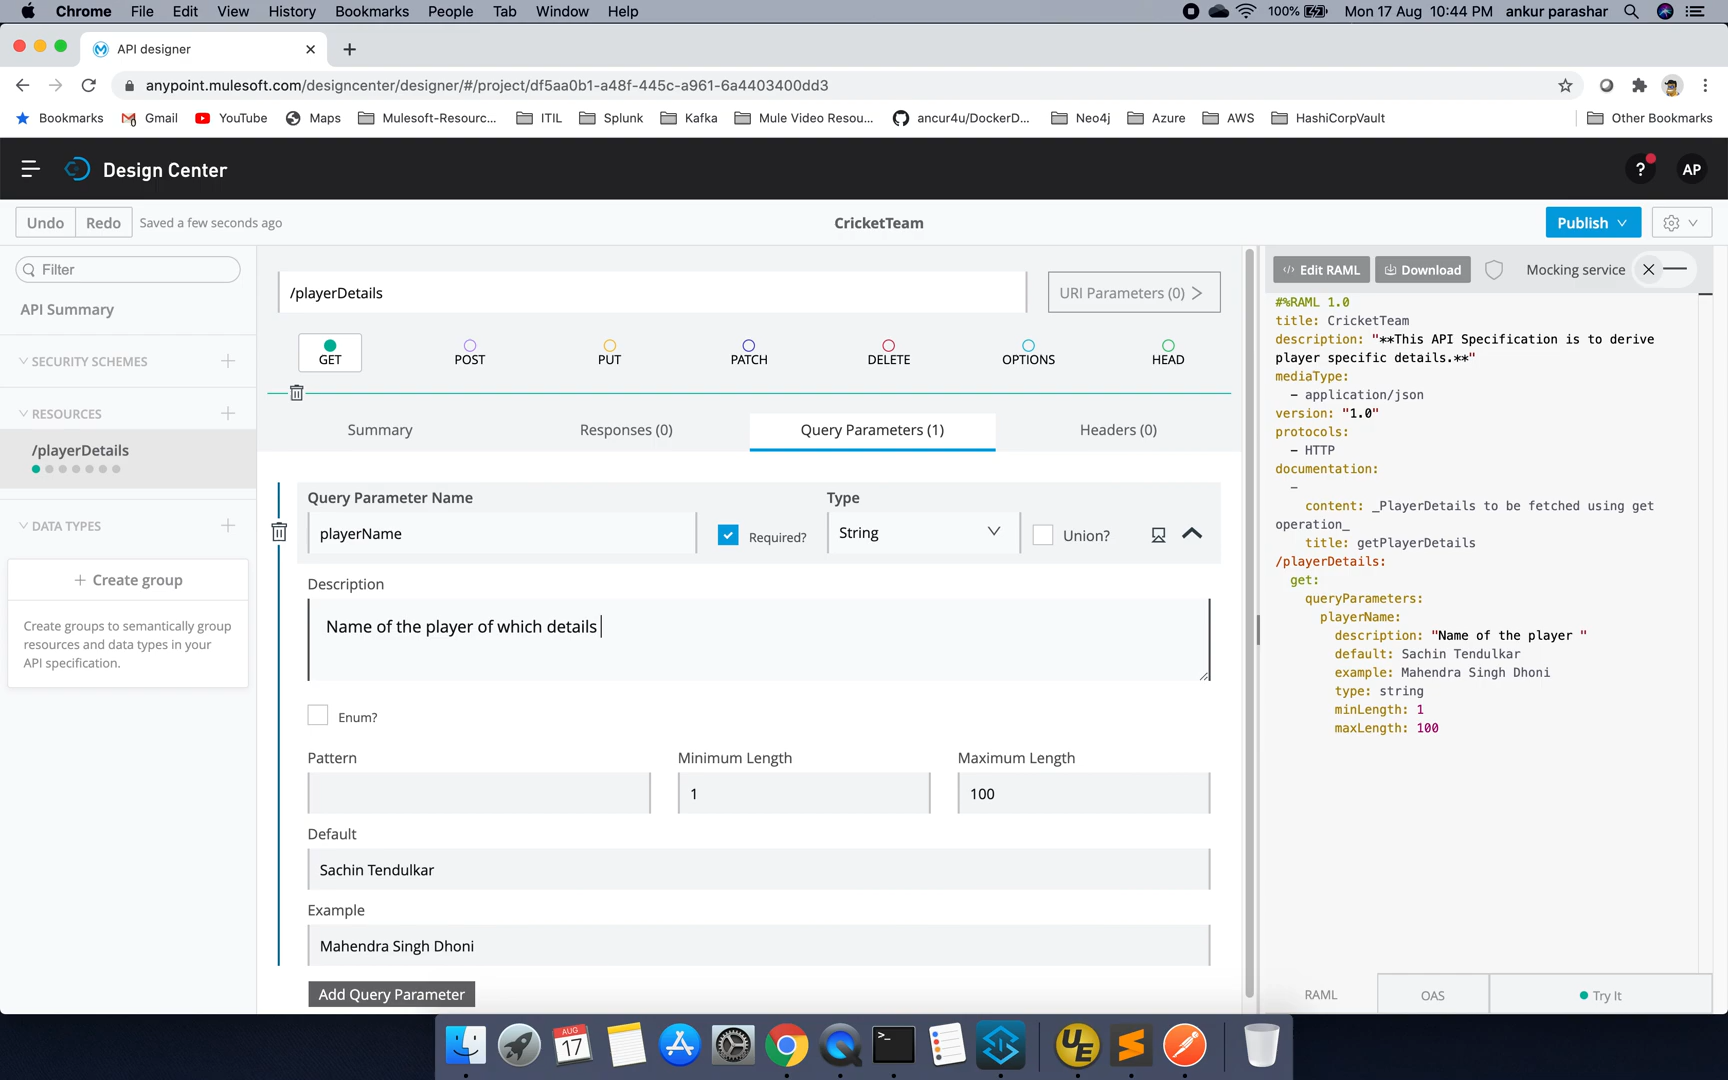 Chrome File Edit View History Bookmarks People Tab Window Help 100% Mon 17 Aug 10:44 PM ankur parashar
API designer
anypoint.mulesoft.com/designcenter/designer/#/project/df5aa0b1-a48f-445c-a961-6a4403400dd3
Bookmarks Gmail YouTube Maps Mulesoft-Resourc... ITIL Splunk Kafka Mule Video Resou... ancur4u/DockerD... Neo4j Azure AWS HashiCorpVault Other Bookmarks
Design Center ? AP
Undo Redo Saved a few seconds ago CricketTeam Publish
Filter
API Summary
SECURITY SCHEMES
RESOURCES
/playerDetails
DATA TYPES
+ Create group
Create groups to semantically group
resources and data types in your
API specification.
/playerDetails URI Parameters (0) >
GET POST PUT PATCH DELETE OPTIONS HEAD
Summary Responses (0) Query Parameters (1) Headers (0)
Query Parameter Name Type
playerName Required? String Union?
Description
Name of the player of which details
Enum?
Pattern Minimum Length Maximum Length
1 100
Default
Sachin Tendulkar
Example
Mahendra Singh Dhoni
Add Query Parameter
Edit RAML Download Mocking service
#%RAML 1.0
title: CricketTeam
description: "**This API Specification is to derive
player specific details.**"
mediaType:
- application/json
version: "1.0"
protocols:
- HTTP
documentation:
-
content: _PlayerDetails to be fetched using get
operation_
title: getPlayerDetails
/playerDetails:
get:
queryParameters:
playerName:
description: "Name of the player "
default: Sachin Tendulkar
example: Mahendra Singh Dhoni
type: string
minLength: 1
maxLength: 100
RAML OAS Try It
AUG
17
UE